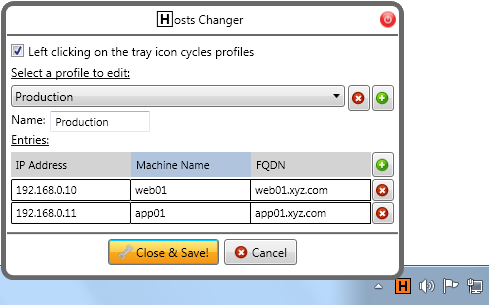 Hosts Changer
Left clicking on the tray icon cycles profiles
Select a profile to edit:
Production
Name: Production
Entries:
IP Address Machine Name FQDN
192.168.0.10 web01 web01.xyz.com
192.168.0.11 app01 app01.xyz.com
Close & Save! Cancel
H